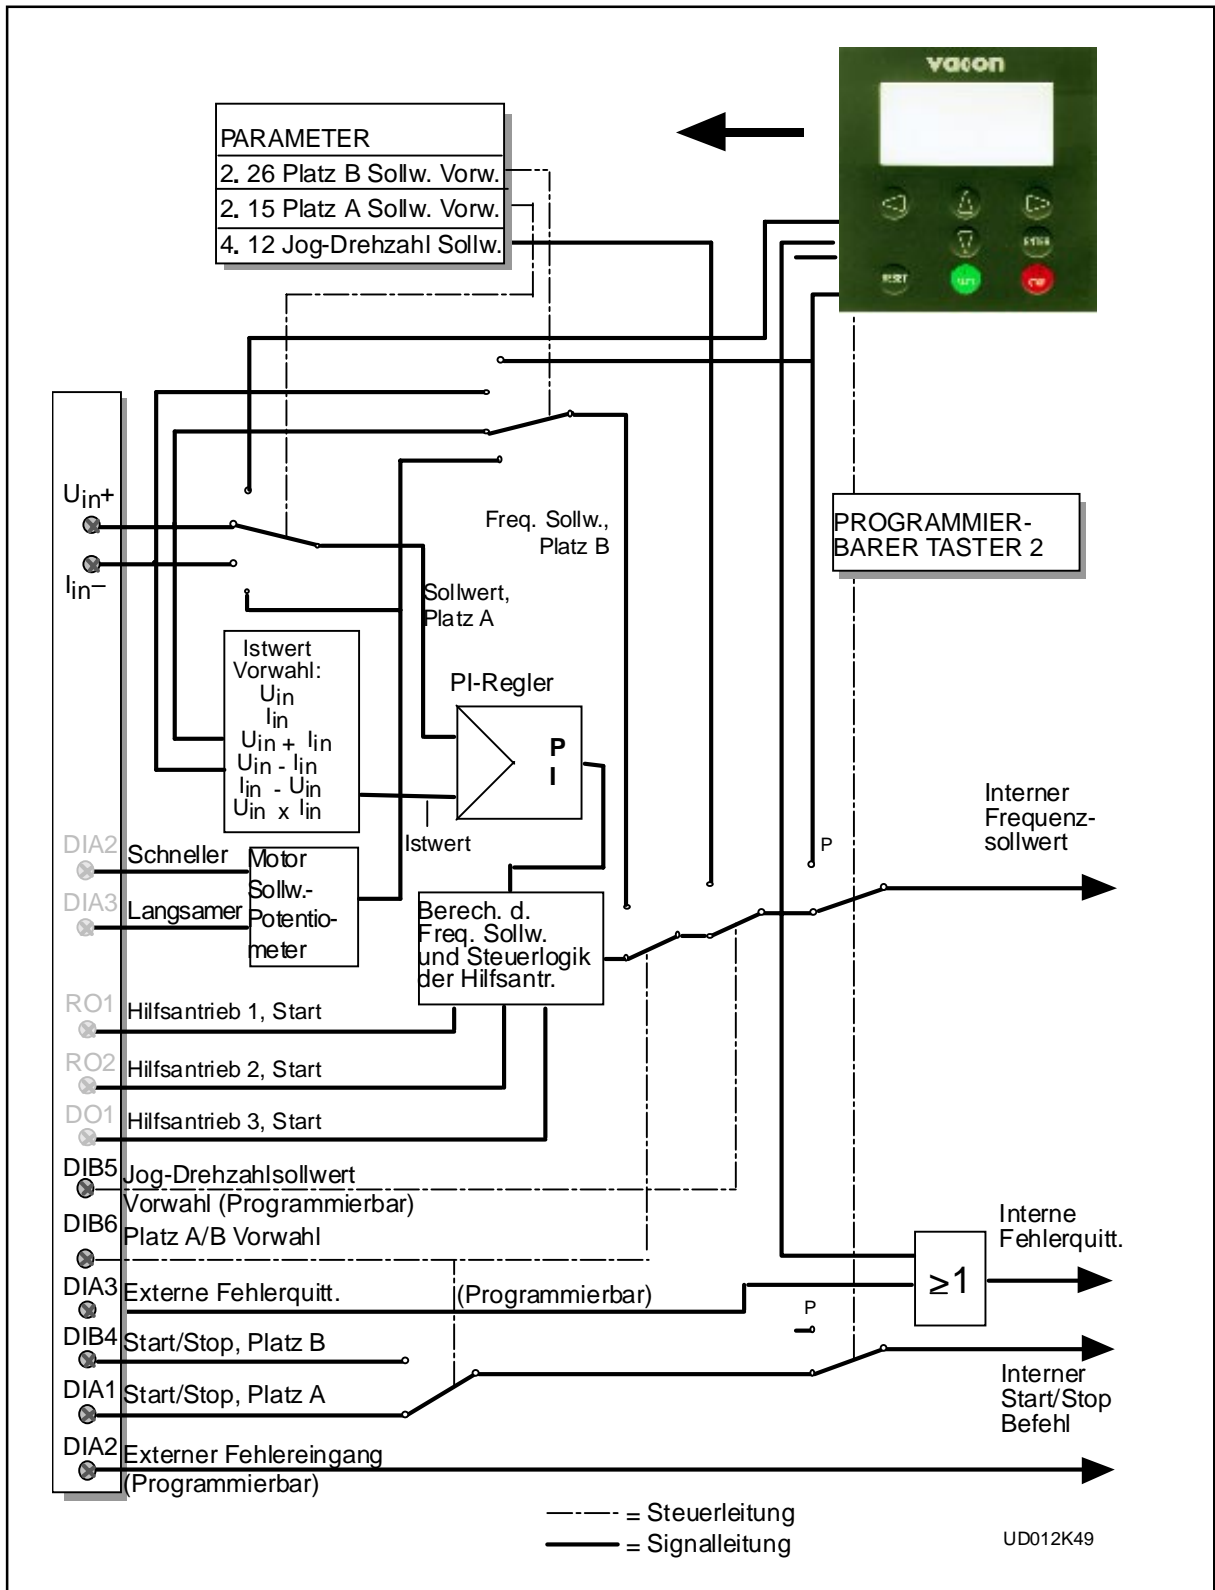 vacon
PARAMETER
2. 26 Platz B Sollw. Vorw.
2. 15 Platz A Sollw. Vorw.
4. 12 Jog-Drehzahl Sollw.
ENTER
RESET
Uin+
Iin–
Freq. Sollw.,
Platz B
PROGRAMMIER-
BARER TASTER 2
Sollwert,
Platz A
Istwert
Vorwahl:
Uin
Iin
Uin + Iin
Uin - Iin
Iin - Uin
Uin x Iin
PI-Regler
P
I
Istwert
Interner
Frequenz-
sollwert
P
DIA2
Schneller
DIA3
Langsamer
Motor
Sollw.-
Potentio-
meter
Berech. d.
Freq. Sollw.
und Steuerlogik
der Hilfsantr.
RO1
Hilfsantrieb 1, Start
RO2
Hilfsantrieb 2, Start
DO1
Hilfsantrieb 3, Start
DIB5
Jog-Drehzahlsollwert
Vorwahl (Programmierbar)
DIB6
Platz A/B Vorwahl
Interne
Fehlerquitt.
≥1
DIA3
Externe Fehlerquitt.
(Programmierbar)
P
DIB4
Start/Stop, Platz B
DIA1
Start/Stop, Platz A
Interner
Start/Stop
Befehl
DIA2
Externer Fehlereingang
(Programmierbar)
= Steuerleitung
= Signalleitung
UD012K49